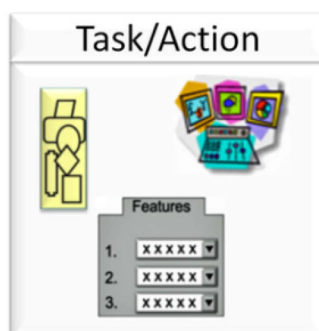 Task/Action
Features
1. XXXXX
2. XXXXX
3. XXXXX